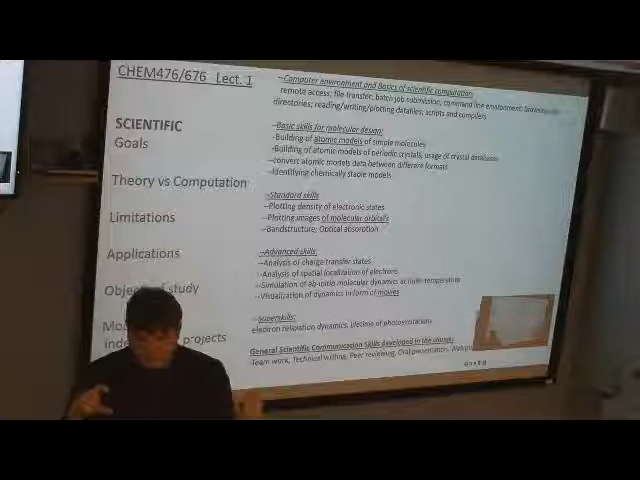 CHEM476/676 Lect. 1
SCIENTIFIC
Goals
Theory vs Computation
Limitations
Applications
study
projects
--Computer environment and Basics of scientific computation:
remote access; file transfer; batch job submission, command line environment: browsing
directories; reading/writing/plotting datafiles; scripts and compilers
--Basic skills for molecular design:
--Building of atomic models of simple molecules
--Building of atomic models of periodic crystals, usage of crystal databases
--convert atomic models data between different formats
--Identifying chemically stable models
--Standard skills
--Plotting density of electronic states
--Plotting images of molecular orbitals
--Bandstructure, Optical absorption
--Advanced skills:
--Analysis of charge transfer states
--Analysis of spatial localization of electrons
--Simulation of ab-initio molecular dynamics at finite temperature
--Visualization of dynamics in form of movies
--Superskills:
electron relaxation dynamics, lifetime of photoexcitations
General Scientific Communication Skills developed in the course:
Team work, Technical writing, Peer reviewing, Oral presentation,